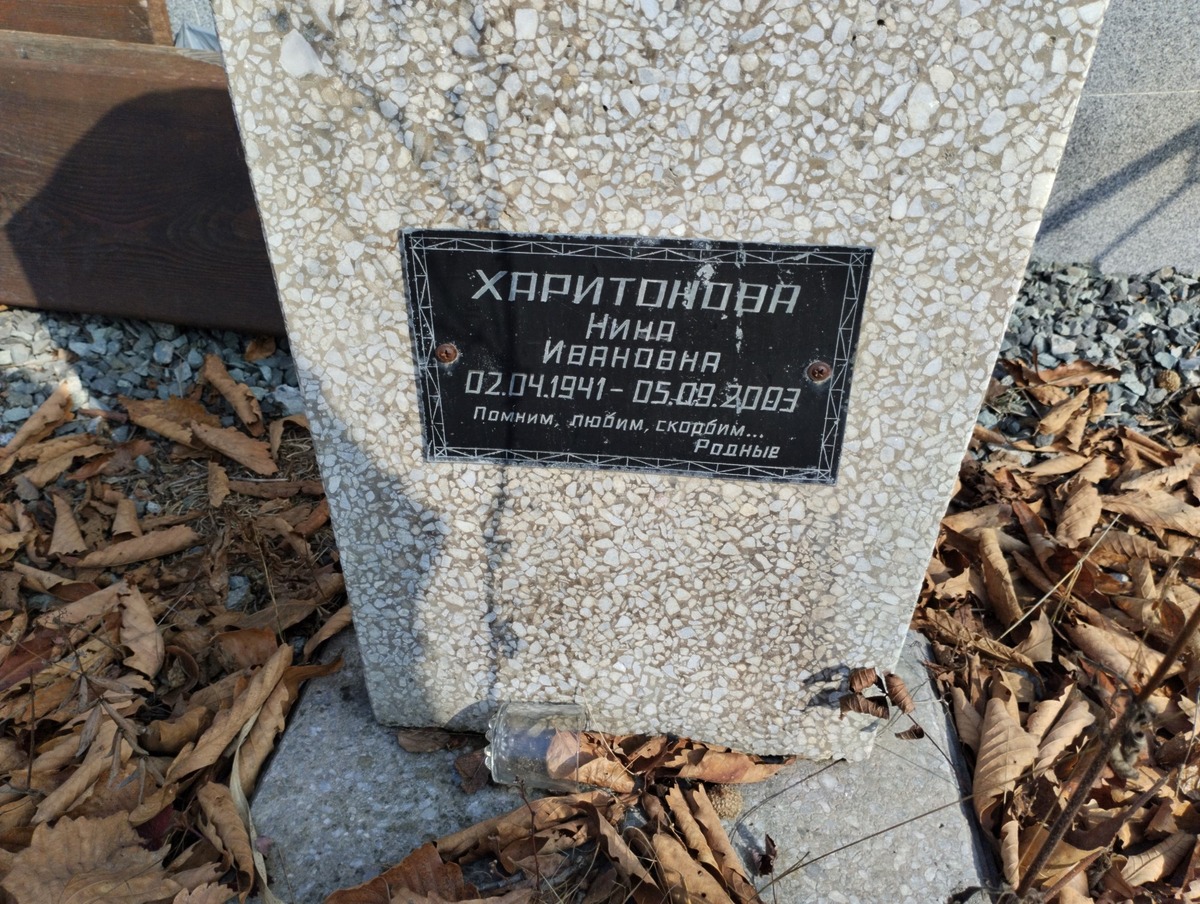 ХАРИТОНОВА
Нина
Ивановна
02.04.1941 - 05.09.2003
Помним, любим, скорбим...
Родные